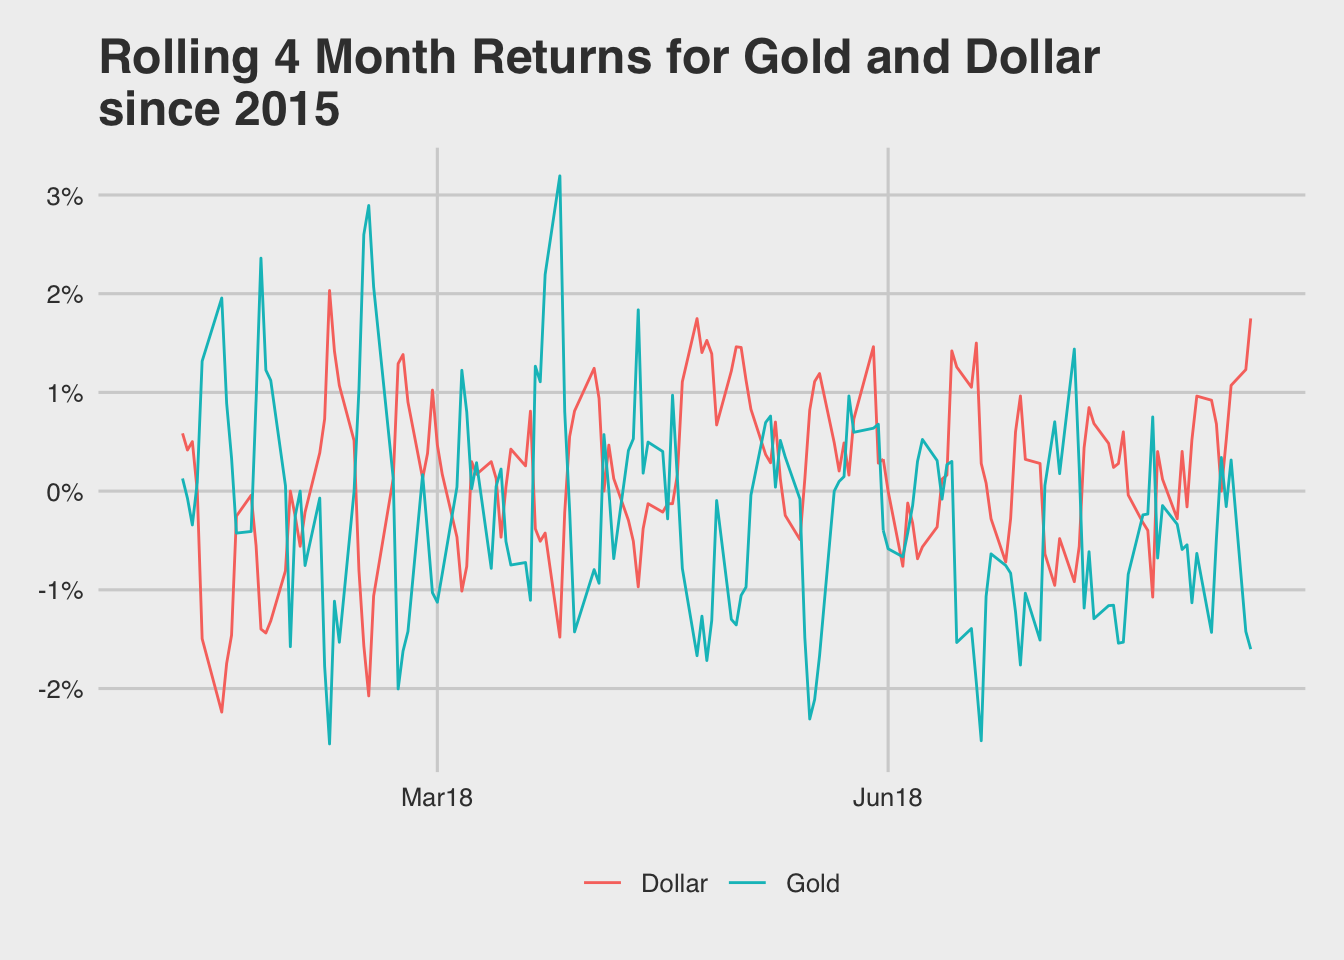 Rolling 4 Month Returns for Gold and Dollar
since 2015
3%
2%
1%
0%
-1%
-2%
Mar18 Jun18
Dollar Gold